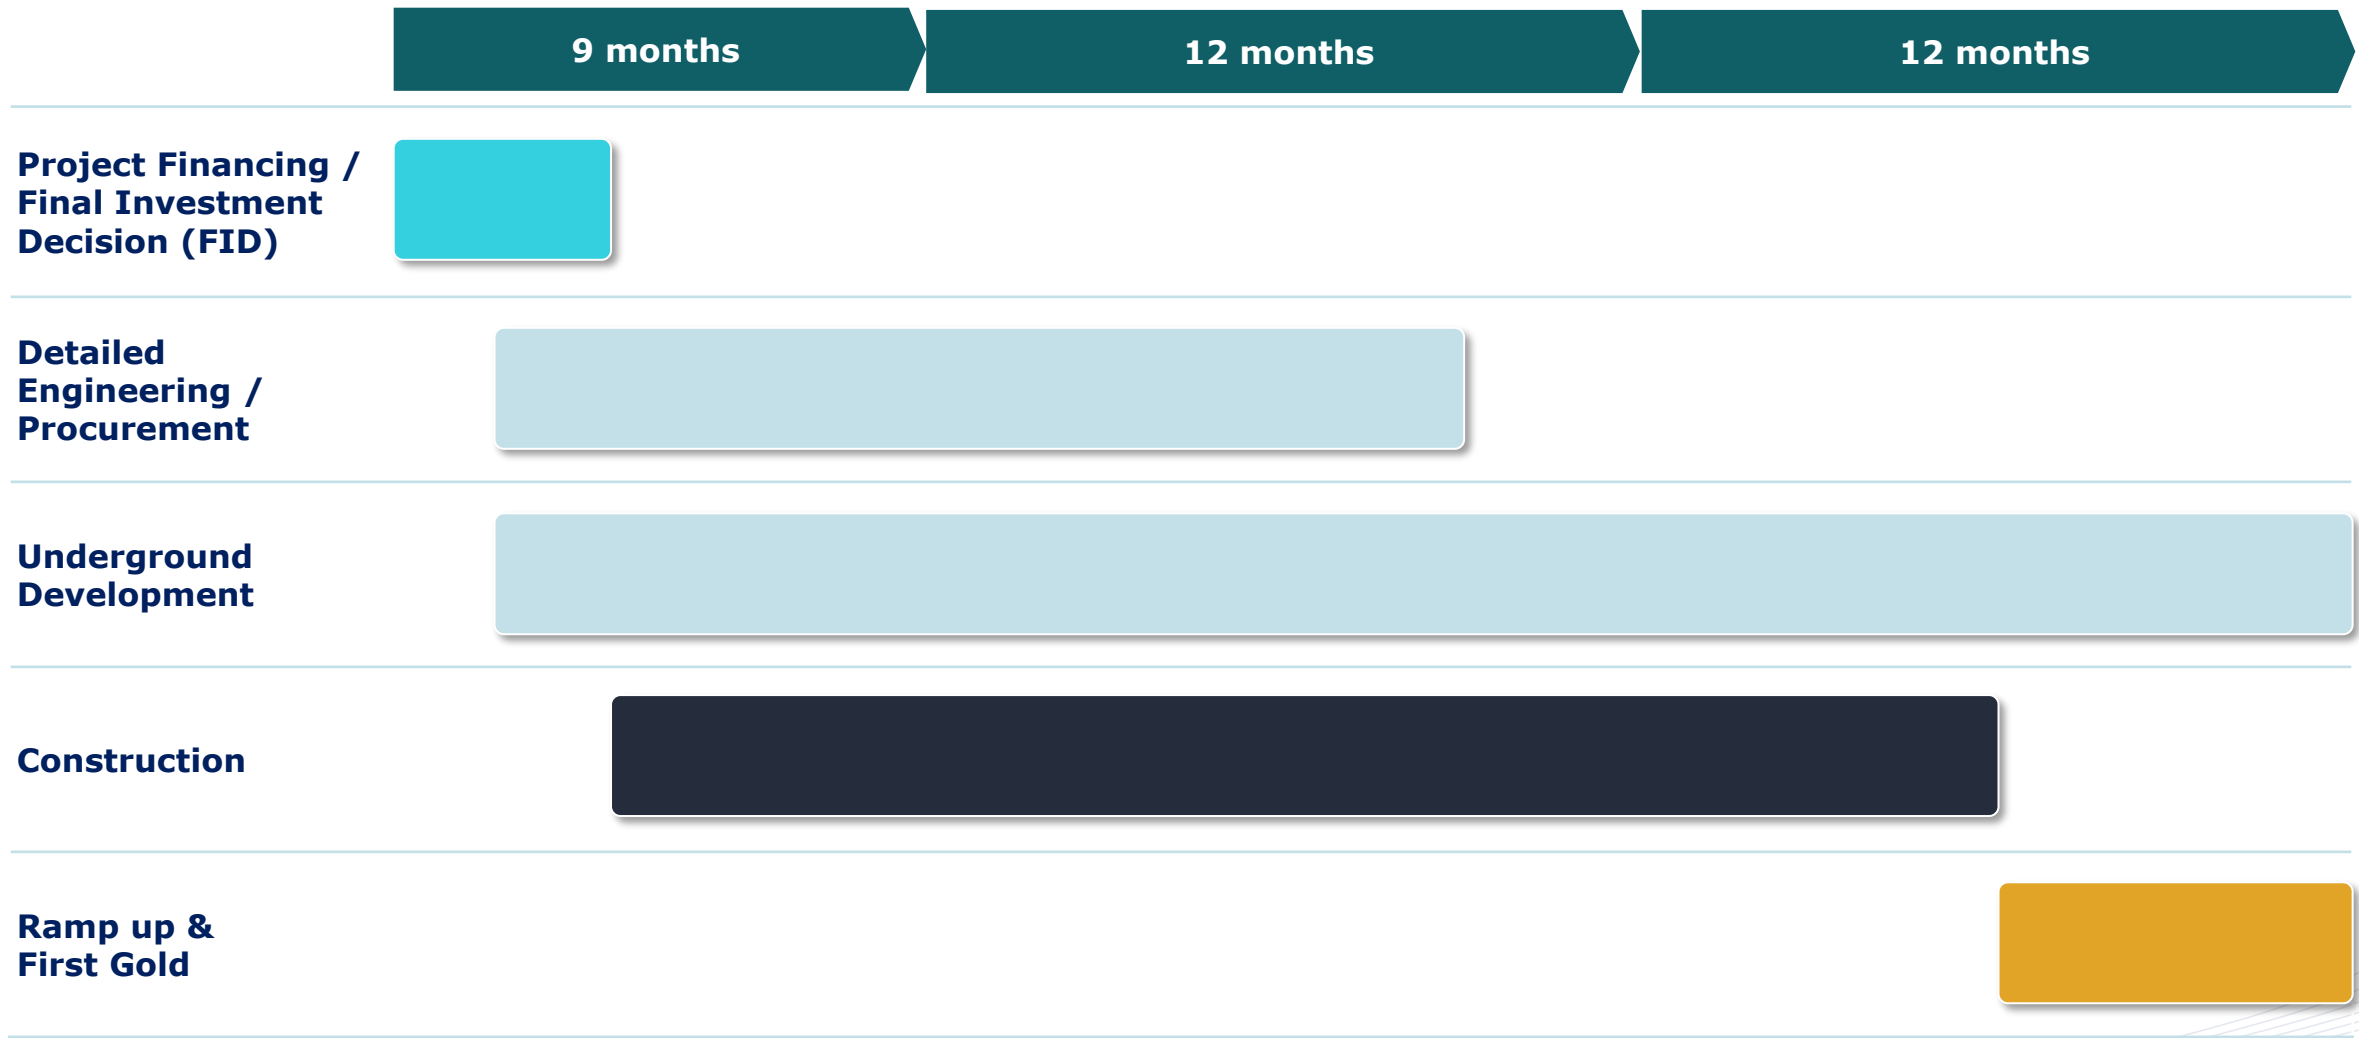 9 months
12 months
12 months
Project Financing /
Final Investment
Decision (FID)
Detailed
Engineering /
Procurement
Underground
Development
Construction
Ramp up &
First Gold